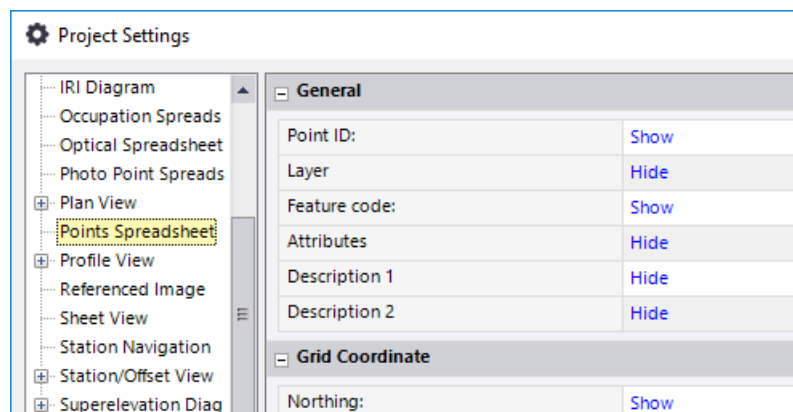 Project Settings
IRI Diagram
Occupation Spreads
Optical Spreadsheet
Photo Point Spreads
Plan View
Points Spreadsheet
Profile View
Referenced Image
Sheet View
Station Navigation
Station/Offset View
Superelevation Diag
General
Point ID: Show
Layer Hide
Feature code: Show
Attributes Hide
Description 1 Hide
Description 2 Hide
Grid Coordinate
Northing: Show